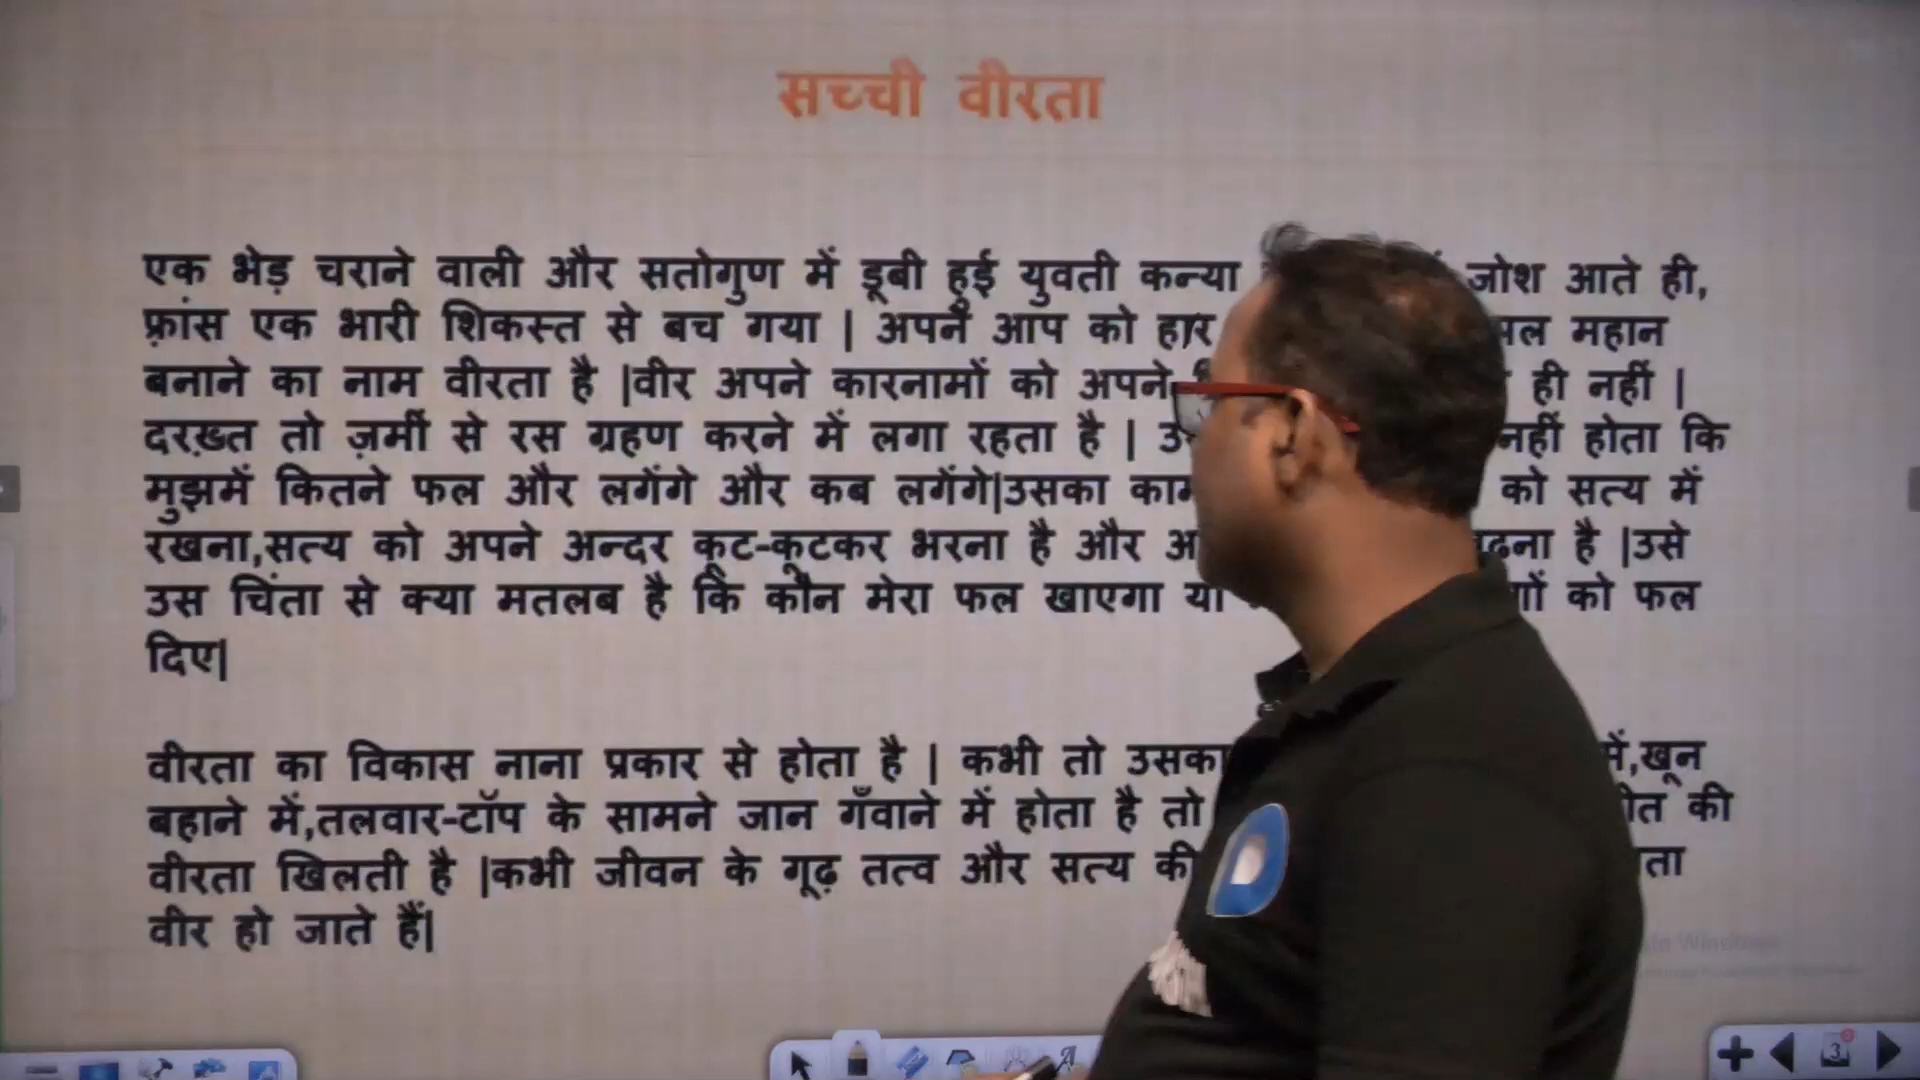 सच्ची वीरता
एक भेड़ चराने वाली और सतोगुण में डूबी हुई युवती कन्या जोश आते ही,
फ़्रांस एक भारी शिकस्त से बच गया | अपने आप को हार महान
बनाने का नाम वीरता है |वीर अपने कारनामों को अपने ही नहीं |
दरख़्त तो ज़मीं से रस ग्रहण करने में लगा रहता है | नहीं होता कि
मुझमें कितने फल और लगेंगे और कब लगेंगे|उसका काम को सत्य में
रखना,सत्य को अपने अन्दर कूट-कूटकर भरना है और है |उसे
उस चिंता से क्या मतलब है कि कौन मेरा फल खाएगा या को फल
दिए|
वीरता का विकास नाना प्रकार से होता है | कभी तो उसका में,खून
बहाने में,तलवार-टॉप के सामने जान गँवाने में होता है तो की
वीरता खिलती है |कभी जीवन के गूढ़ तत्व और सत्य की
वीर हो जाते हैं|
3